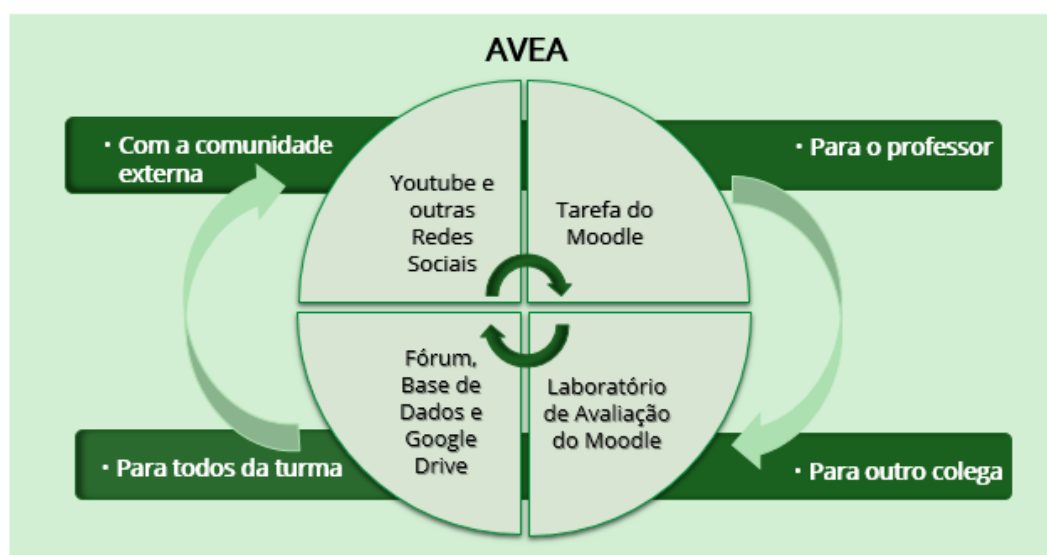 AVEA
• Com a comunidade
externa
• Para o professor
Youtube e
outras
Redes
Sociais
Tarefa do
Moodle
Fórum,
Base de
Dados e
Google
Drive
Laboratório
de Avaliação
do Moodle
• Para todos da turma
• Para outro colega